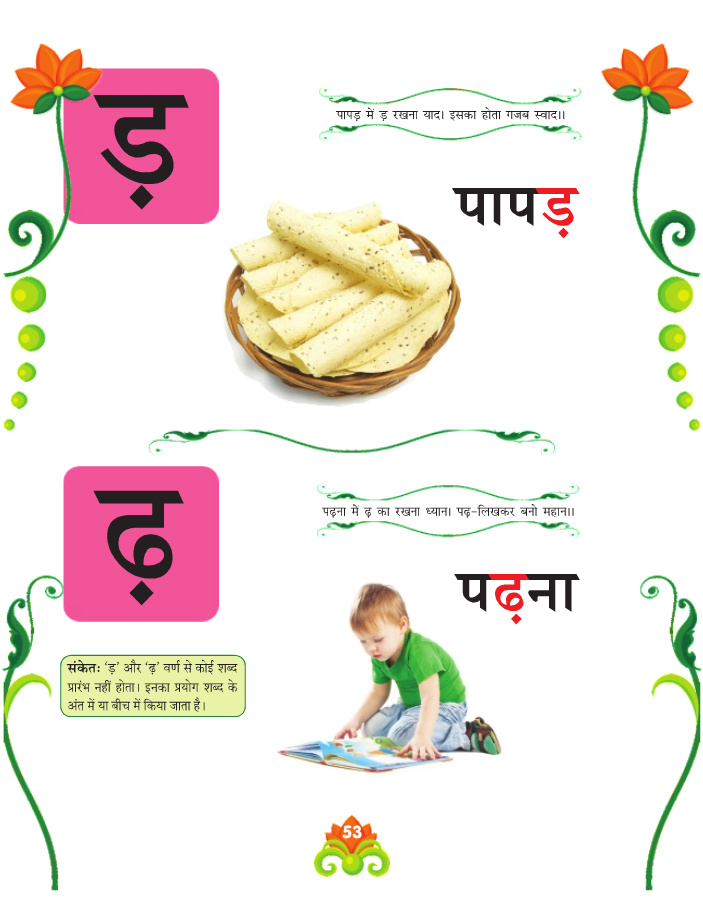 ड़
पापड़ में ड़ रखना याद। इसका होता गजब स्वाद।।
पापड़
ढ़
पढ़ना में ढ़ का रखना ध्यान। पढ़-लिखकर बनो महान।।
पढ़ना
संकेतः ‘ड़’ और ‘ढ़’ वर्ण से कोई शब्द
प्रारंभ नहीं होता। इनका प्रयोग शब्द के
अंत में या बीच में किया जाता है।
53